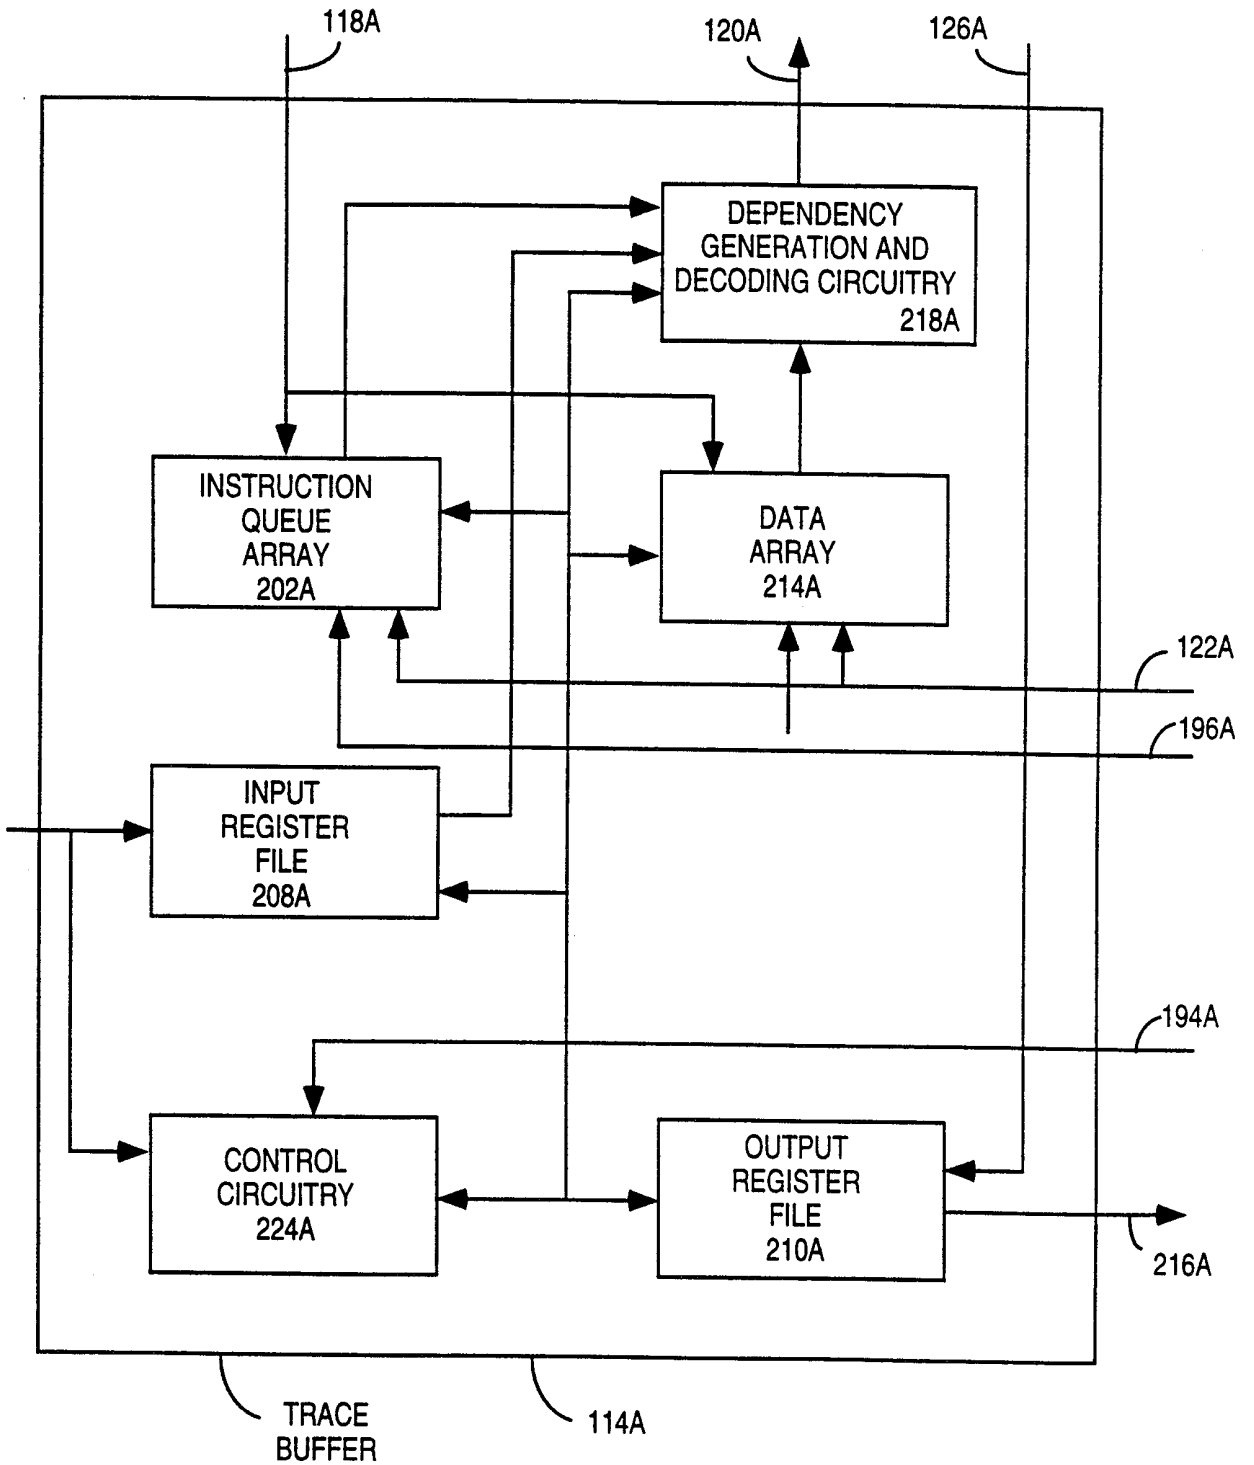 118A
120A
126A
DEPENDENCY
GENERATION AND
DECODING CIRCUITRY
218A
INSTRUCTION
QUEUE
ARRAY
202A
DATA
ARRAY
214A
122A
196A
INPUT
REGISTER
FILE
208A
194A
CONTROL
CIRCUITRY
224A
OUTPUT
REGISTER
FILE
210A
216A
TRACE
BUFFER
114A